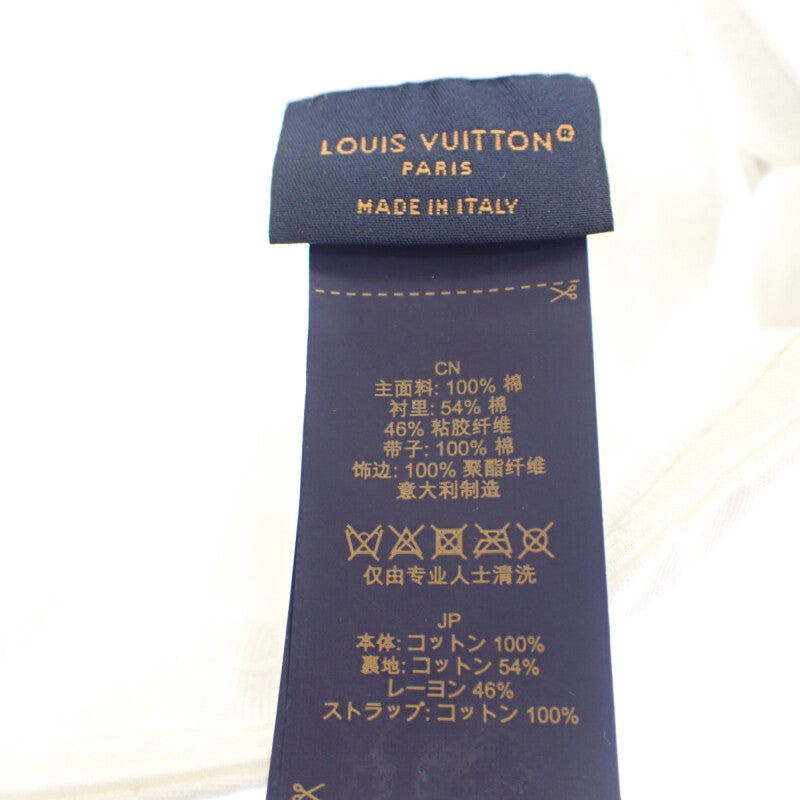 LOUIS VUITTON®
PARIS
MADE IN ITALY
CN
主面料: 100% 棉
衬里: 54% 棉
46% 粘胶纤维
带子: 100% 棉
饰边: 100% 聚酯纤维
意大利制造
仅由专业人士清洗
JP
本体: コットン 100%
裏地: コットン 54%
レーヨン 46%
ストラップ: コットン 100%